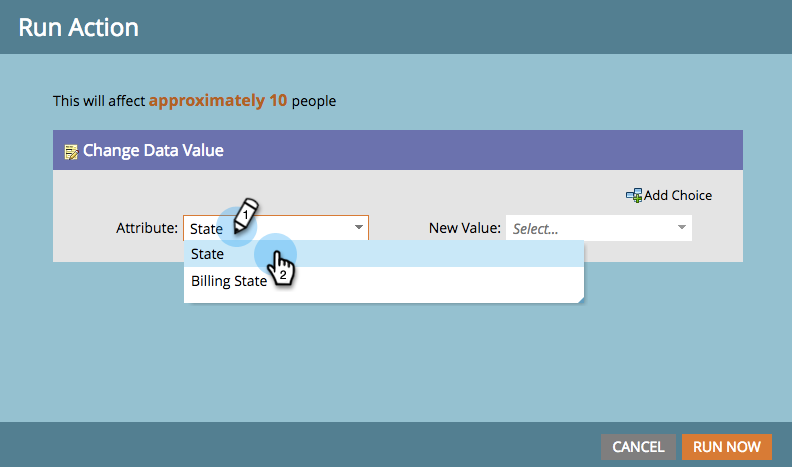 Run Action
This will affect approximately 10 people
Change Data Value
Add Choice
Attribute: State 1 New Value: Select...
State
2
Billing State
CANCEL RUN NOW